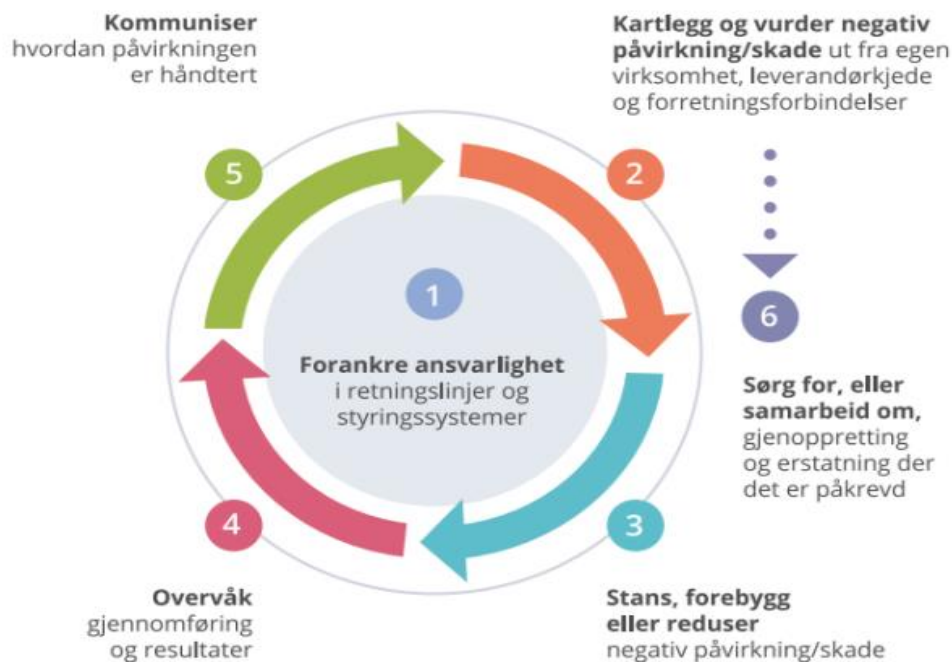 1
Forankre ansvarlighet
i retningslinjer og
styringssystemer
2
Kartlegg og vurder negativ
påvirkning/skade ut fra egen
virksomhet, leverandørkjede
og forretningsforbindelser
3
Stans, forebygg
eller reduser
negativ påvirkning/skade
4
Overvåk
gjennomføring
og resultater
5
Kommuniser
hvordan påvirkningen
er håndtert
6
Sørg for, eller
samarbeid om,
gjenoppretting
og erstatning der
det er påkrevd